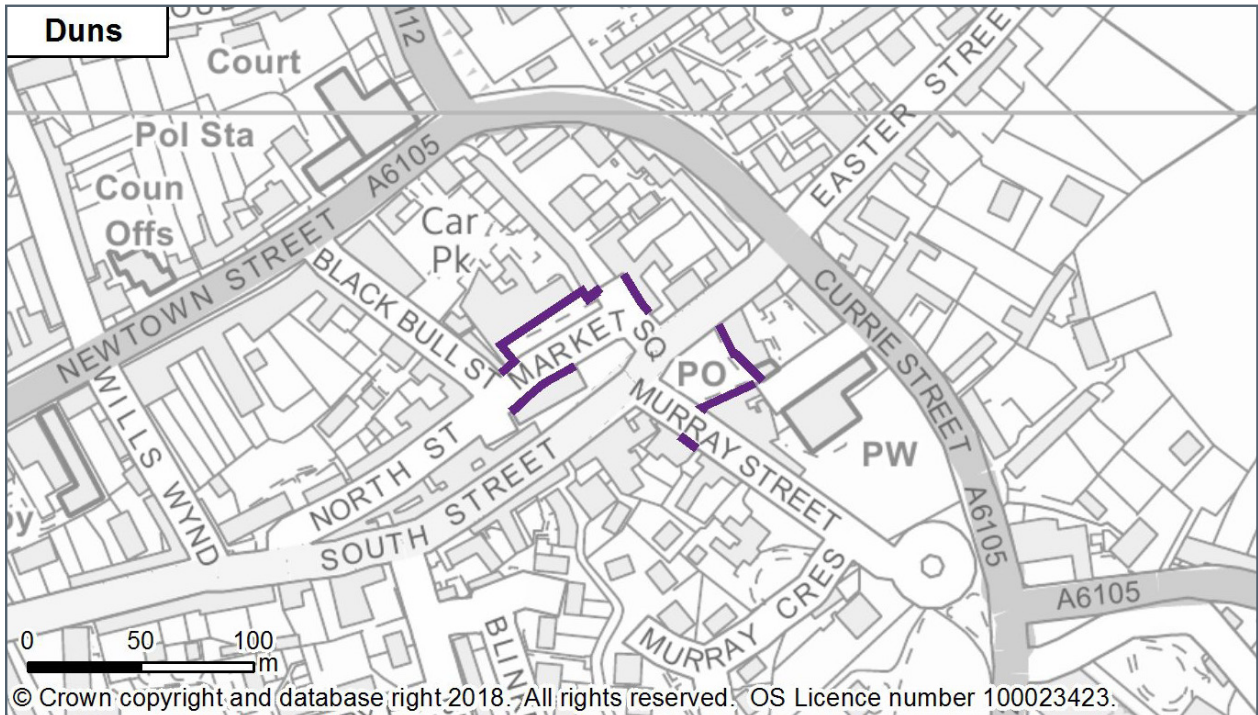 Duns
112
Court
Pol Sta
A6105
Coun
Offs
Car
Pk
EASTER STREET
NEWTOWN STREET
BLACK BULL ST
MARKET SQ
CURRIE STREET
PO
MURRAY STREET
PW
WILLS WYND
NORTH ST
SOUTH STREET
A6105
A6105
MURRAY CRES
BLIN
0 50 100
m
© Crown copyright and database right 2018. All rights reserved. OS Licence number 100023423.